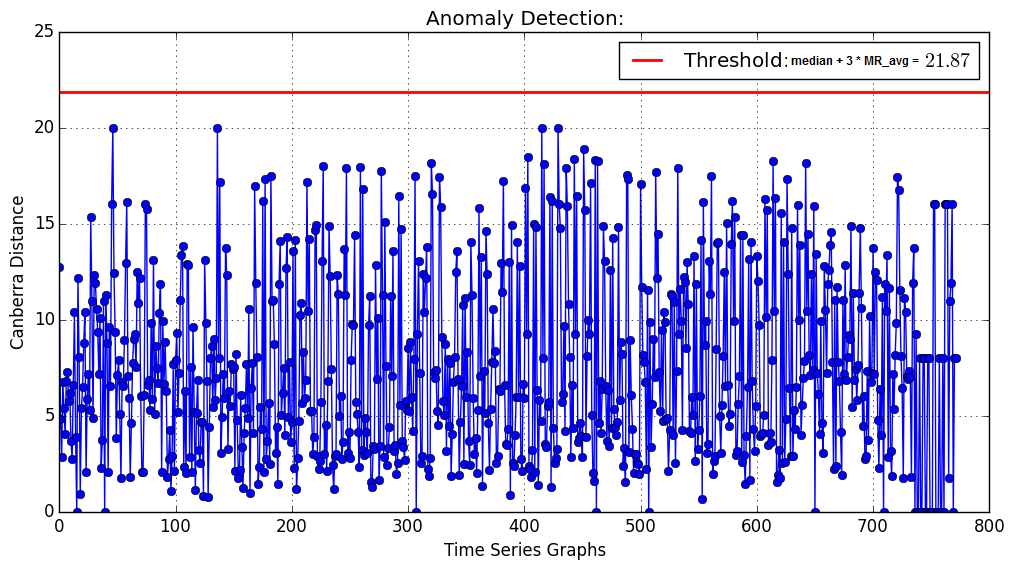 Anomaly Detection:
Threshold: median + 3 * MR_avg = 21.87
25
20
15
10
5
0
Canberra Distance
0 100 200 300 400 500 600 700 800
Time Series Graphs